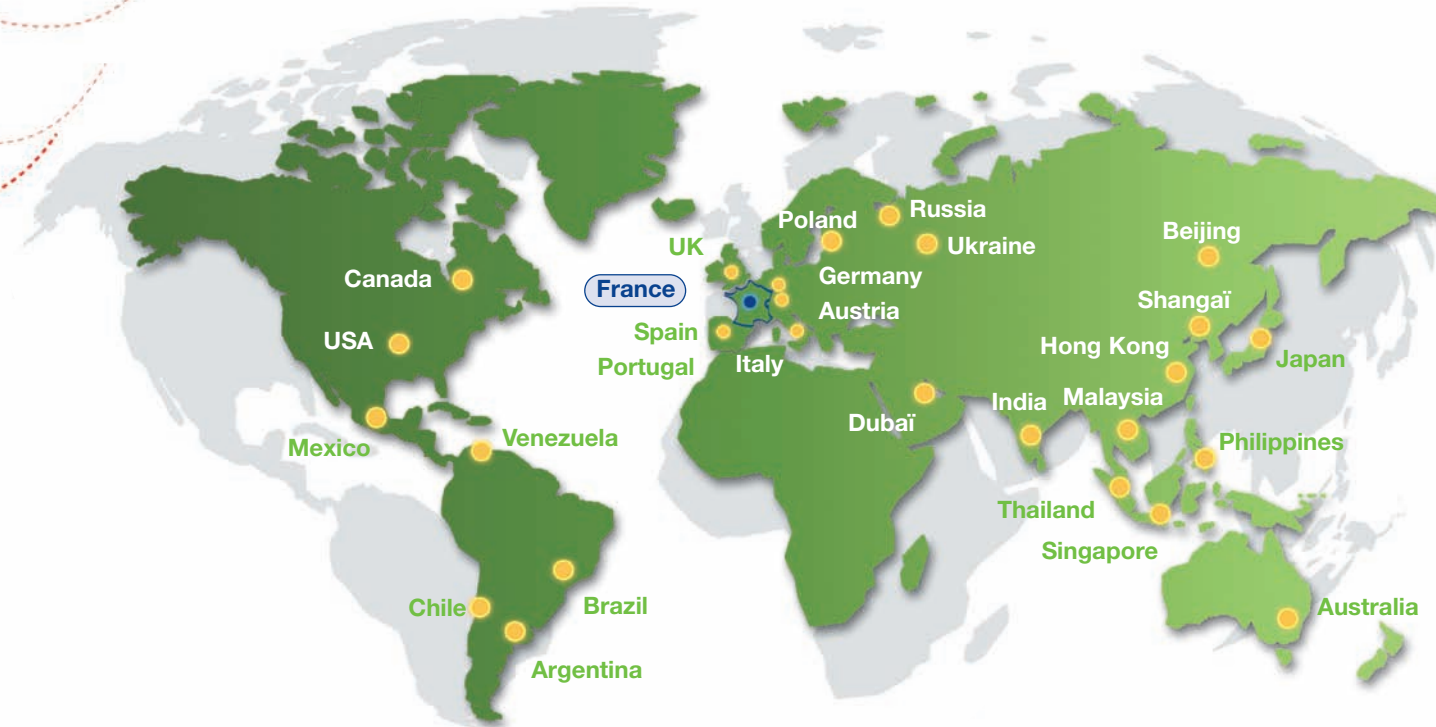 Canada
USA
Mexico
Venezuela
Chile
Brazil
Argentina
UK
France
Spain
Portugal
Italy
Poland
Russia
Ukraine
Germany
Austria
Dubaï
Beijing
Shangaï
Hong Kong
Japan
India
Malaysia
Philippines
Thailand
Singapore
Australia